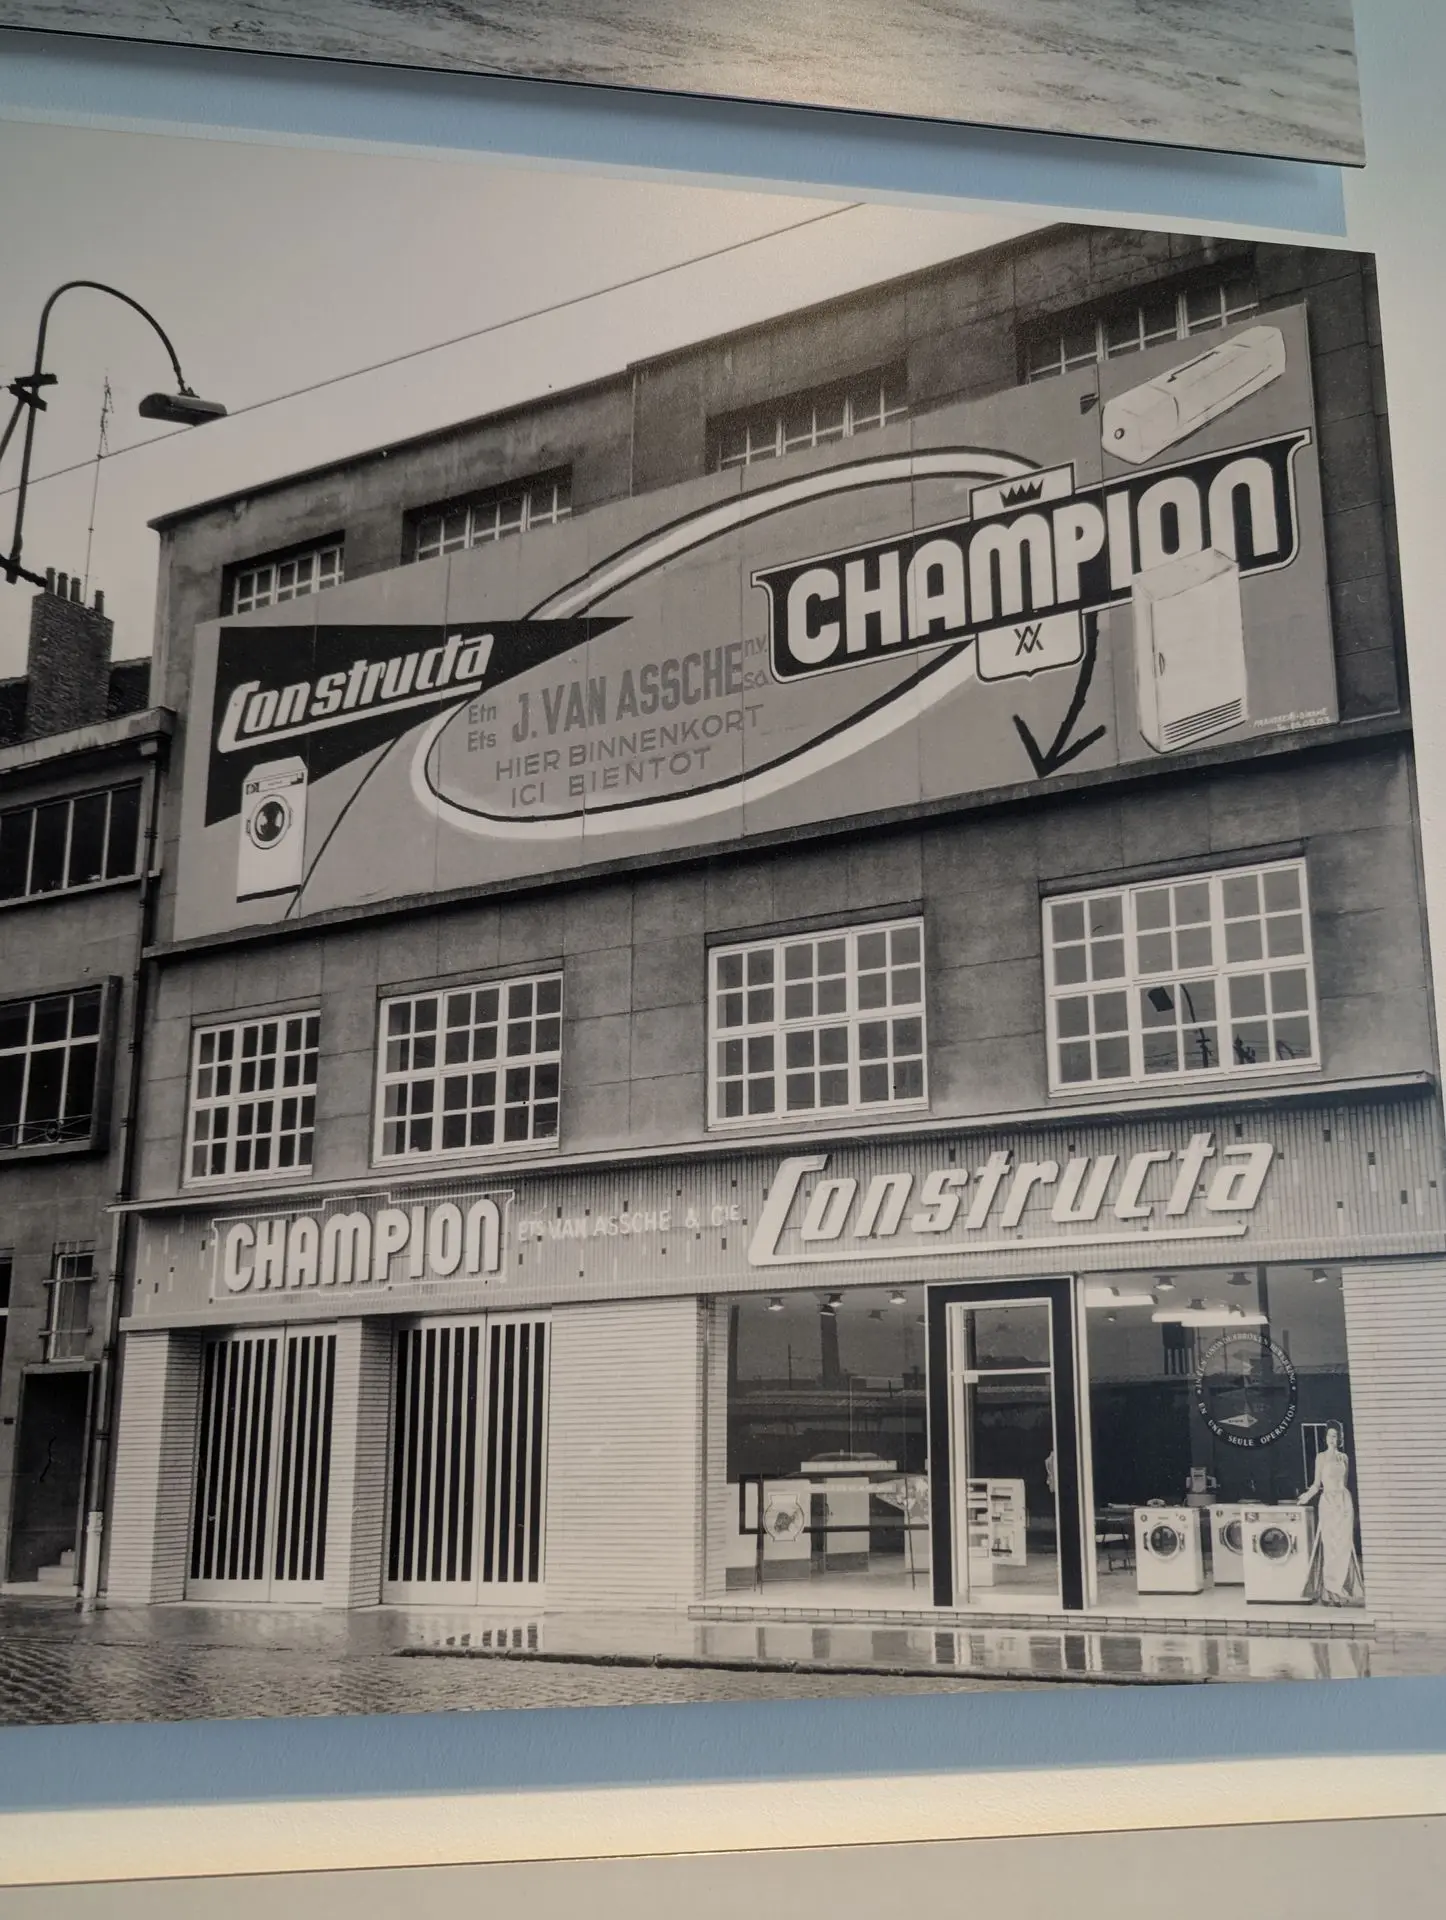 Constructa
CHAMPION
Etn J. VAN ASSCHE n.v.
Ets s.a.
HIER BINNENKORT
ICI BIENTOT
CHAMPION
ETS VAN ASSCHE & CIE
Constructa
EN UNE SEULE OPERATION